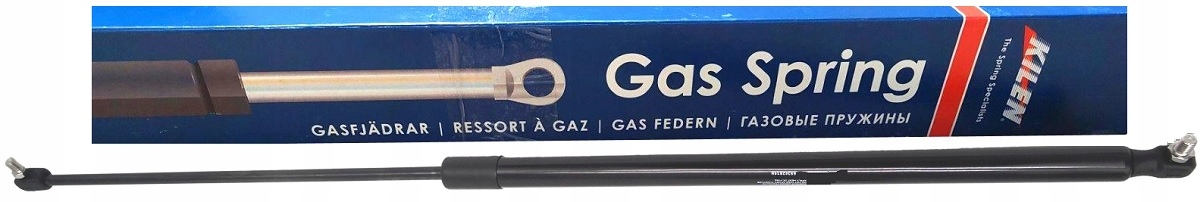 Gas Spring
GASFJÄDRAR | RESSORT À GAZ | GAS FEDERN | ГАЗОВЫЕ ПРУЖИНЫ
KILEN
The Spring Specialists